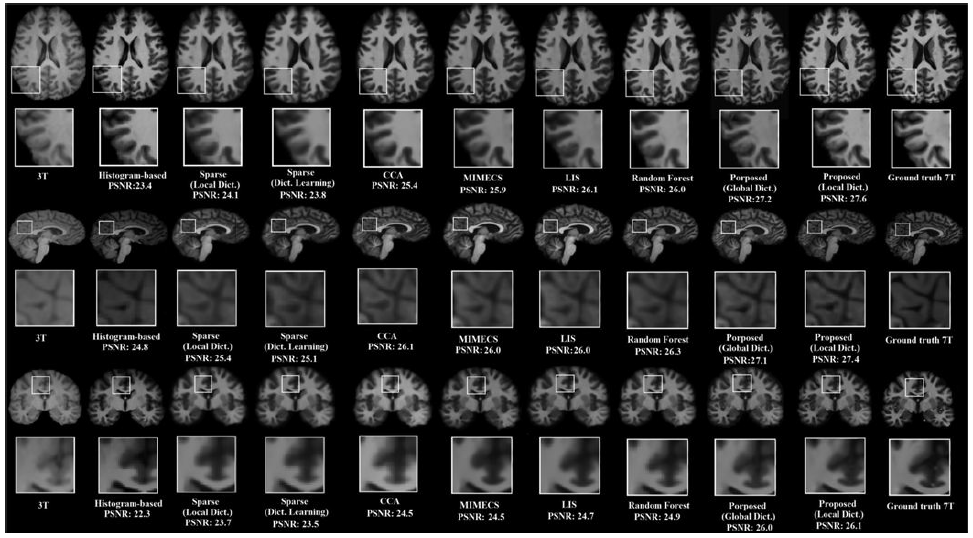 3T
Histogram-based
PSNR:23.4
Sparse
(Local Dict.)
PSNR: 24.1
Sparse
(Dict. Learning)
PSNR: 23.8
CCA
PSNR: 25.4
MIMECS
PSNR: 25.9
LIS
PSNR: 26.1
Random Forest
PSNR: 26.0
Porposed
(Global Dict.)
PSNR:27.2
Proposed
(Local Dict.)
PSNR: 27.6
Ground truth 7T
3T
Histogram-based
PSNR: 24.8
Sparse
(Local Dict.)
PSNR: 25.4
Sparse
(Dict. Learning)
PSNR: 25.1
CCA
PSNR: 26.1
MIMECS
PSNR: 26.0
LIS
PSNR: 26.0
Random Forest
PSNR: 26.3
Porposed
(Global Dict.)
PSNR:27.1
Proposed
(Local Dict.)
PSNR: 27.4
Ground truth 7T
3T
Histogram-based
PSNR: 22.3
Sparse
(Local Dict.)
PSNR: 23.7
Sparse
(Dict. Learning)
PSNR: 23.5
CCA
PSNR: 24.5
MIMECS
PSNR: 24.5
LIS
PSNR: 24.7
Random Forest
PSNR: 24.9
Porposed
(Global Dict.)
PSNR: 26.0
Proposed
(Local Dict.)
PSNR: 26.1
Ground truth 7T